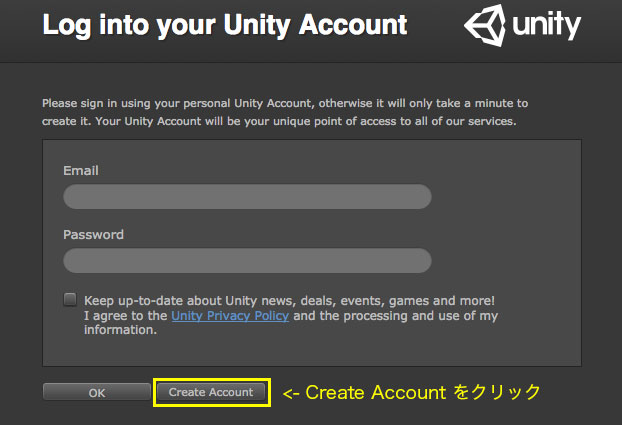 Log into your Unity Account
unity
Please sign in using your personal Unity Account, otherwise it will only take a minute to
create it. Your Unity Account will be your unique point of access to all of our services.
Email
Password
Keep up-to-date about Unity news, deals, events, games and more!
I agree to the Unity Privacy Policy and the processing and use of my
information.
OK
Create Account
<- Create Account をクリック